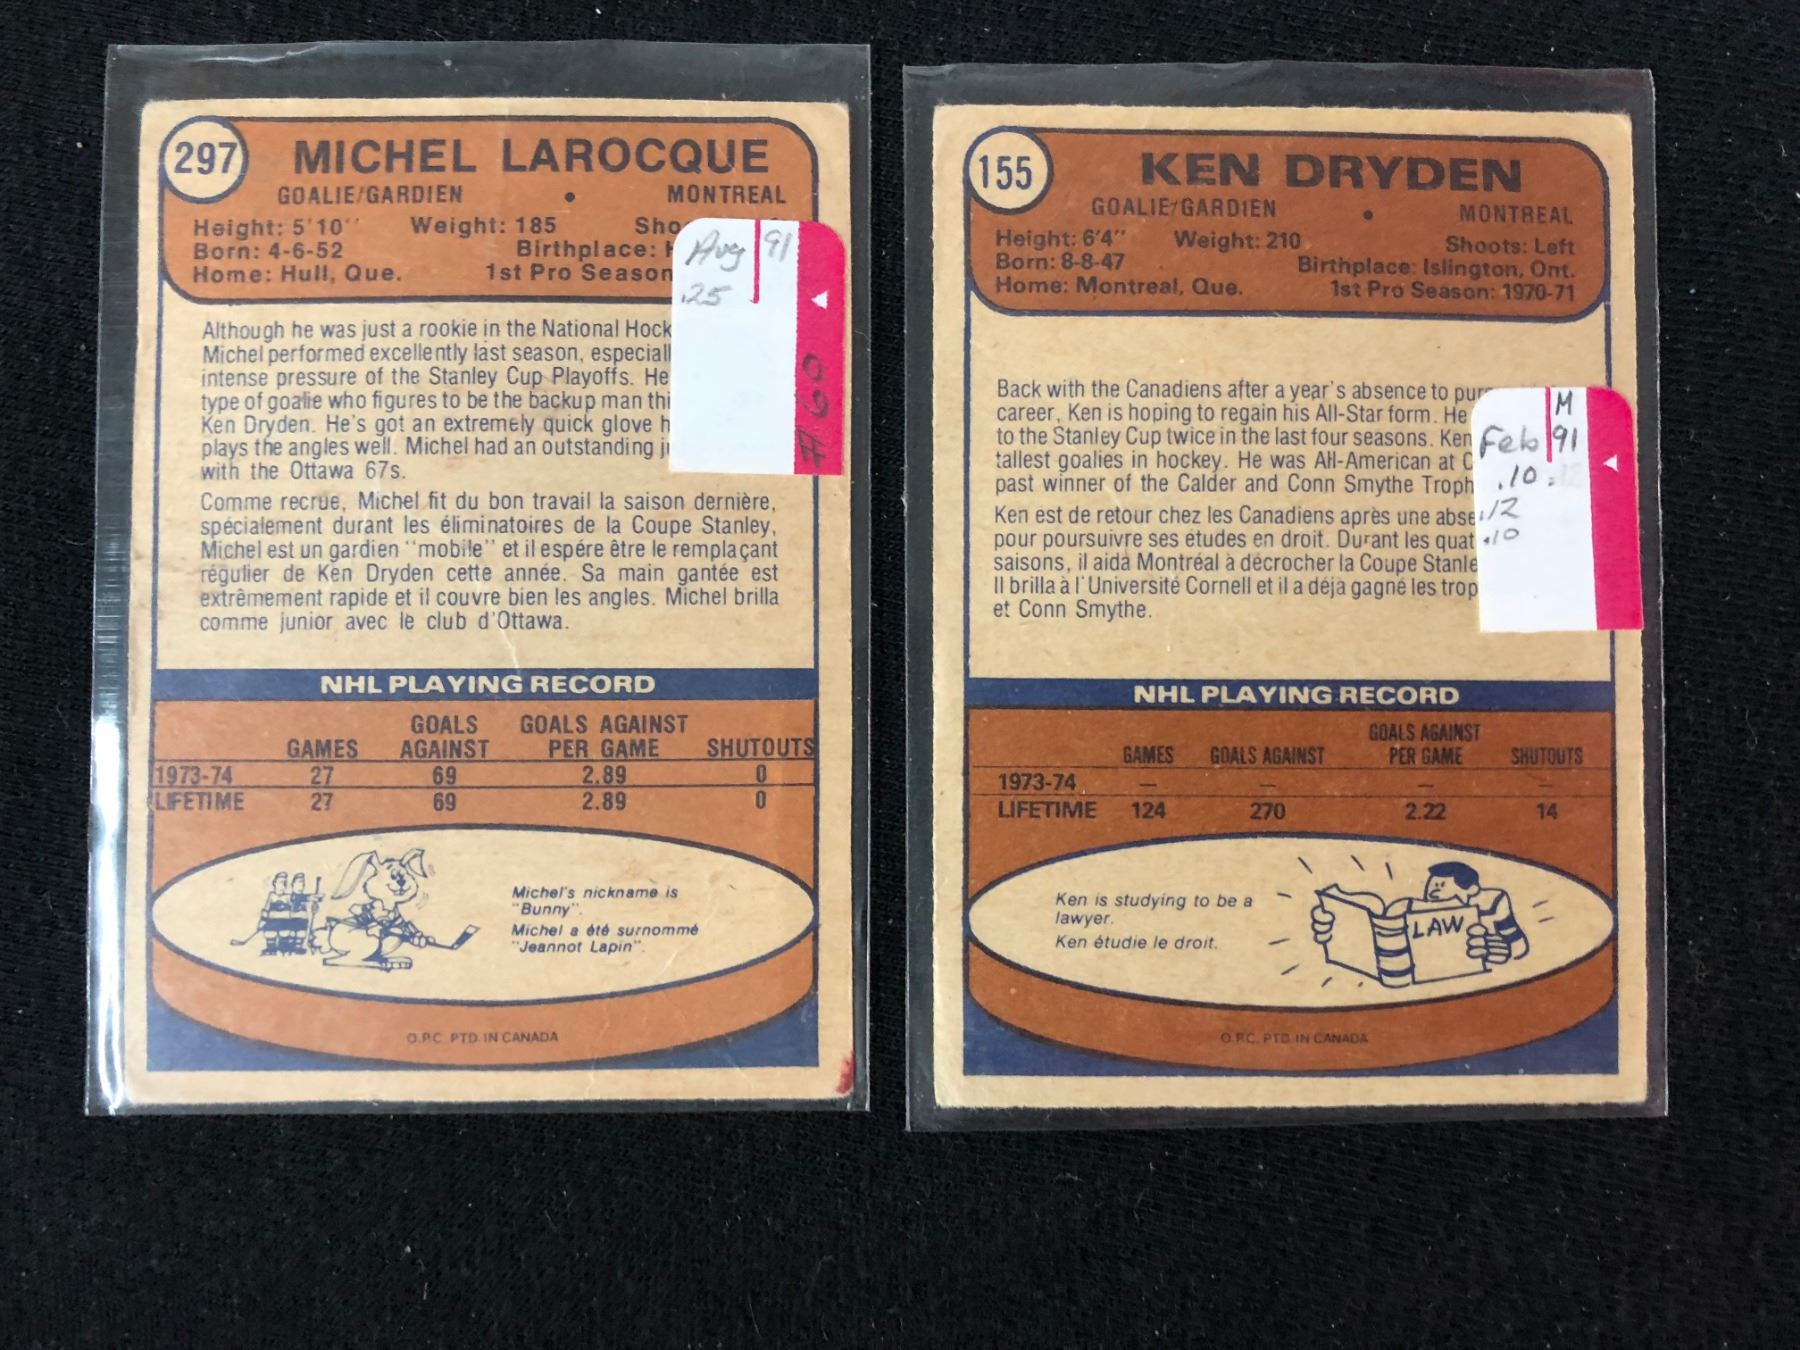 297
MICHEL LAROCQUE
GOALIE/GARDIEN • MONTREAL
Height: 5'10'' Weight: 185 Sho
Born: 4-6-52 Birthplace: H
Home: Hull, Que. 1st Pro Season
Aug 91
.25
A60
Although he was just a rookie in the National Hock
Michel performed excellently last season, especiall
intense pressure of the Stanley Cup Playoffs. He
type of goalie who figures to be the backup man thi
Ken Dryden. He's got an extremely quick glove h
plays the angles well. Michel had an outstanding ju
with the Ottawa 67s.
Comme recrue, Michel fit du bon travail la saison dernière,
spécialement durant les éliminatoires de la Coupe Stanley,
Michel est un gardien "mobile" et il espére être le remplaçant
régulier de Ken Dryden cette année. Sa main gantée est
extrêmement rapide et il couvre bien les angles. Michel brilla
comme junior avec le club d'Ottawa.
NHL PLAYING RECORD
GOALS GOALS AGAINST
GAMES AGAINST PER GAME SHUTOUTS
1973-74 27 69 2.89 0
LIFETIME 27 69 2.89 0
Michel's nickname is
"Bunny".
Michel a été surnommé
"Jeannot Lapin".
O.P.C. PTD. IN CANADA
155
KEN DRYDEN
GOALIE/GARDIEN • MONTREAL
Height: 6'4'' Weight: 210 Shoots: Left
Born: 8-8-47 Birthplace: Islington, Ont.
Home: Montreal, Que. 1st Pro Season: 1970-71
Back with the Canadiens after a year's absence to pur
career, Ken is hoping to regain his All-Star form. He
to the Stanley Cup twice in the last four seasons. Ken
tallest goalies in hockey. He was All-American at C
past winner of the Calder and Conn Smythe Troph
Ken est de retour chez les Canadiens après une abse
pour poursuivre ses études en droit. Durant les quat
saisons, il aida Montréal à décrocher la Coupe Stanle
Il brilla à l'Université Cornell et il a déjà gagné les trop
et Conn Smythe.
M
Feb 91
.10
.12
.10
NHL PLAYING RECORD
GOALS AGAINST
GAMES GOALS AGAINST PER GAME SHUTOUTS
1973-74 — — — —
LIFETIME 124 270 2.22 14
Ken is studying to be a
lawyer.
Ken étudie le droit.
LAW
O.P.C. PTD. IN CANADA